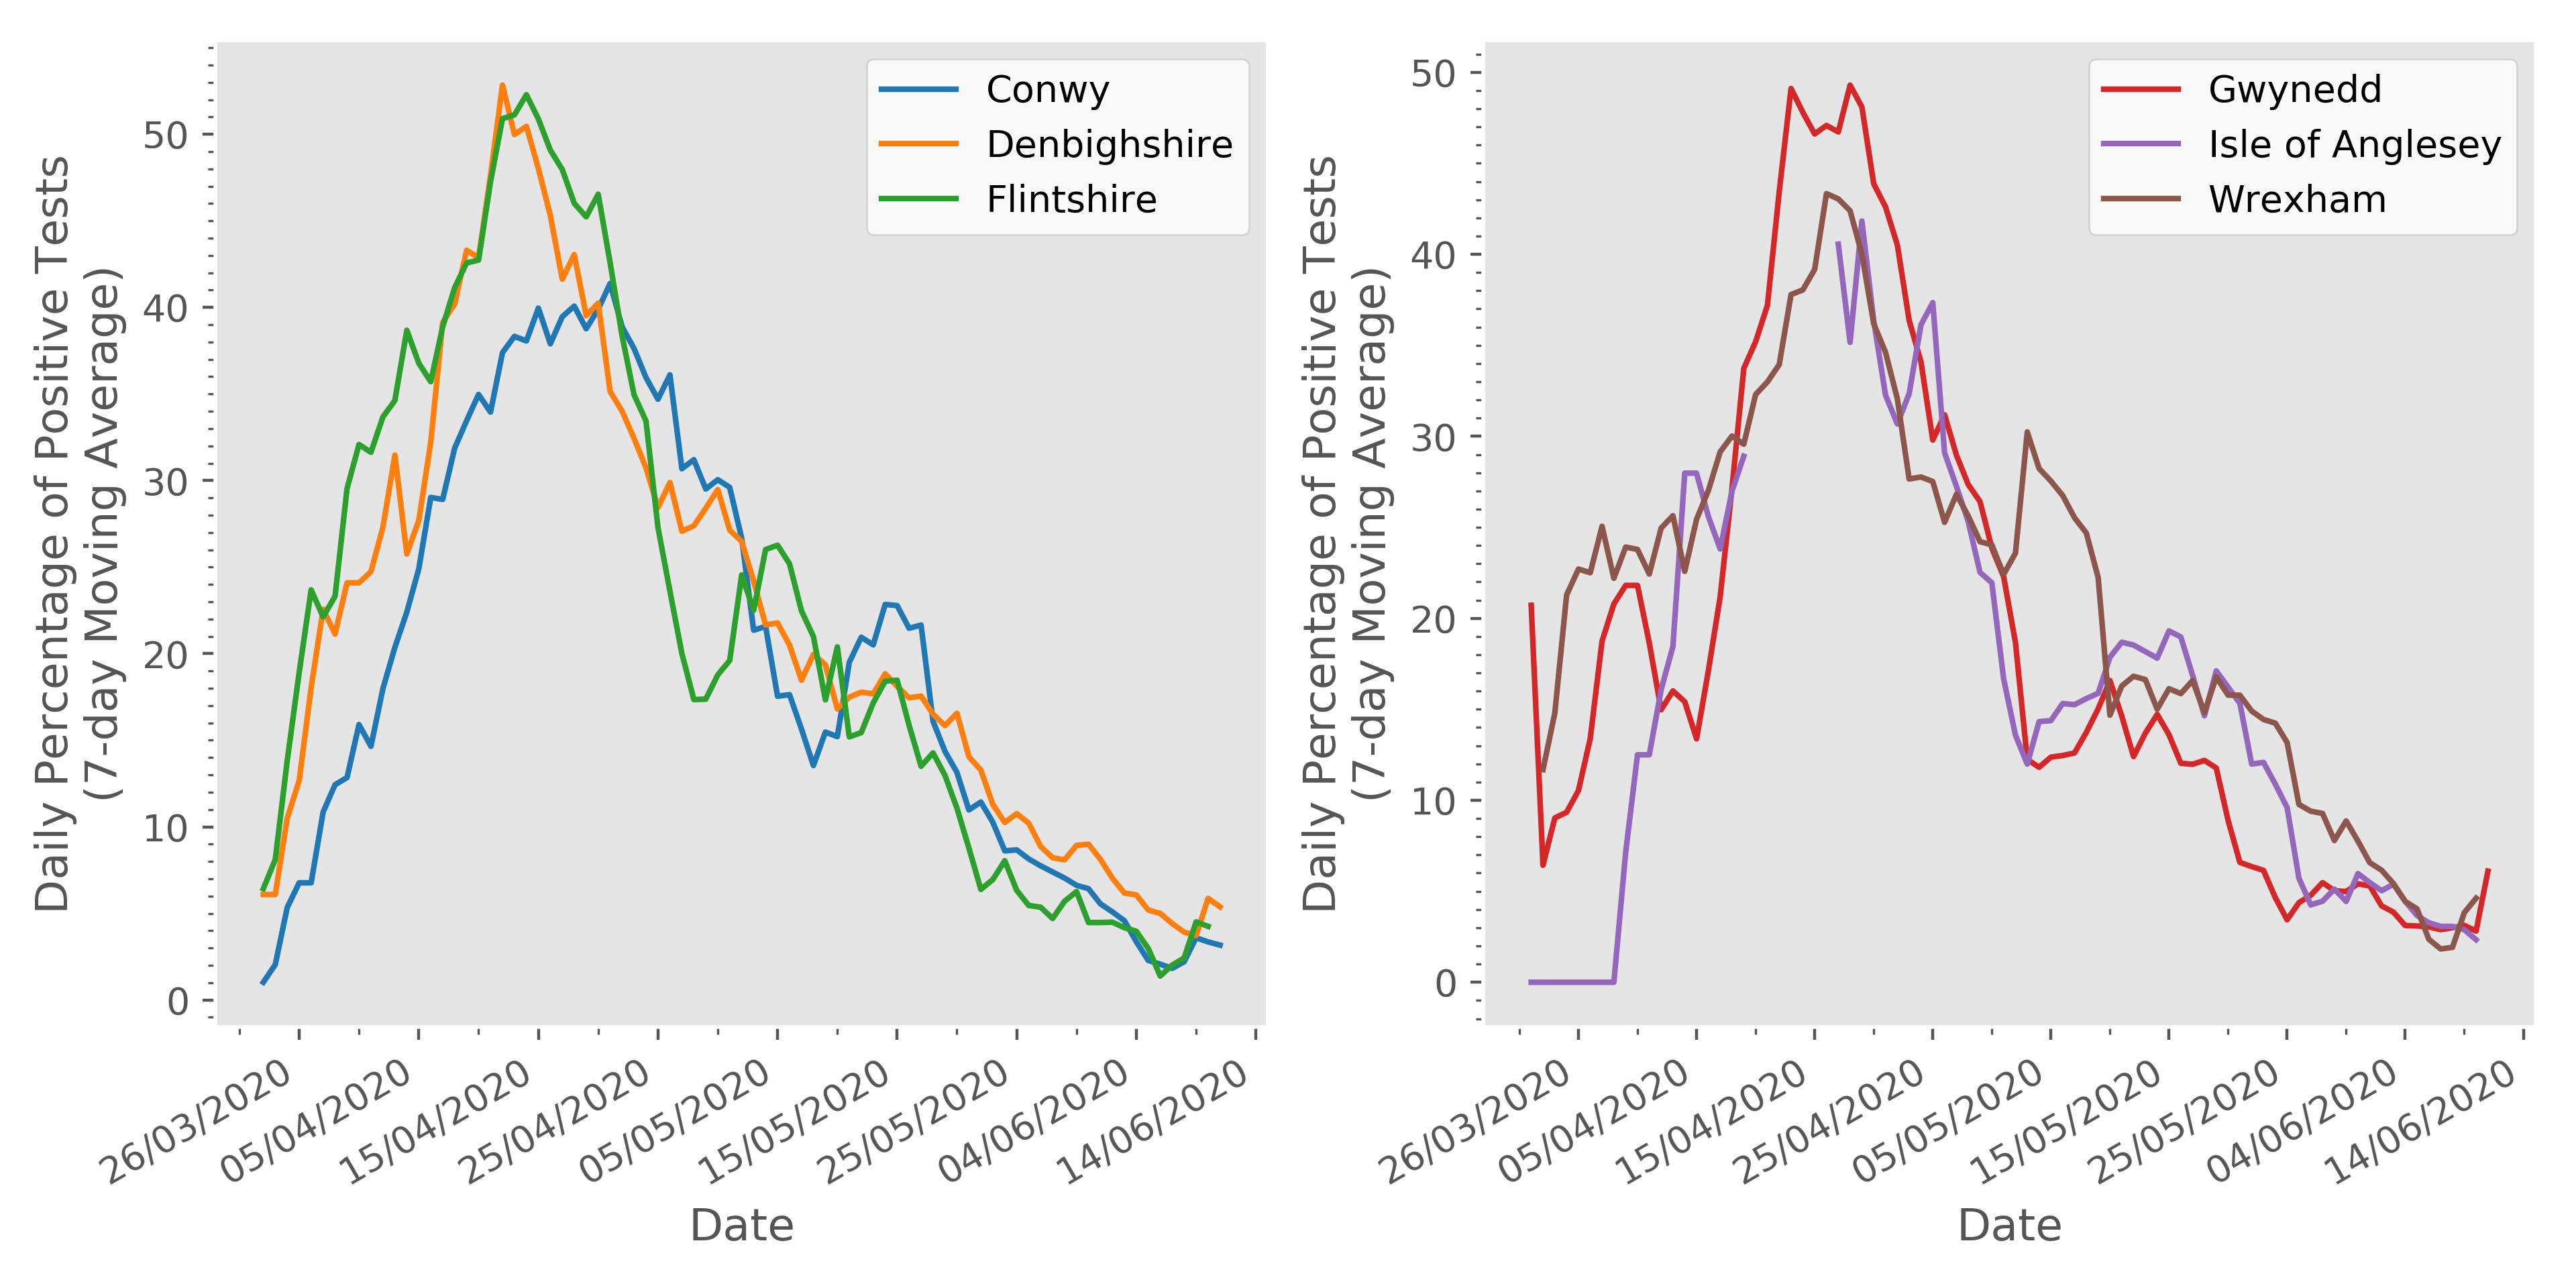 Daily Percentage of Positive Tests
(7-day Moving Average)
50
40
30
20
10
0
Conwy
Denbighshire
Flintshire
26/03/2020
05/04/2020
15/04/2020
25/04/2020
05/05/2020
15/05/2020
25/05/2020
04/06/2020
14/06/2020
Date
Daily Percentage of Positive Tests
(7-day Moving Average)
50
40
30
20
10
0
Gwynedd
Isle of Anglesey
Wrexham
26/03/2020
05/04/2020
15/04/2020
25/04/2020
05/05/2020
15/05/2020
25/05/2020
04/06/2020
14/06/2020
Date